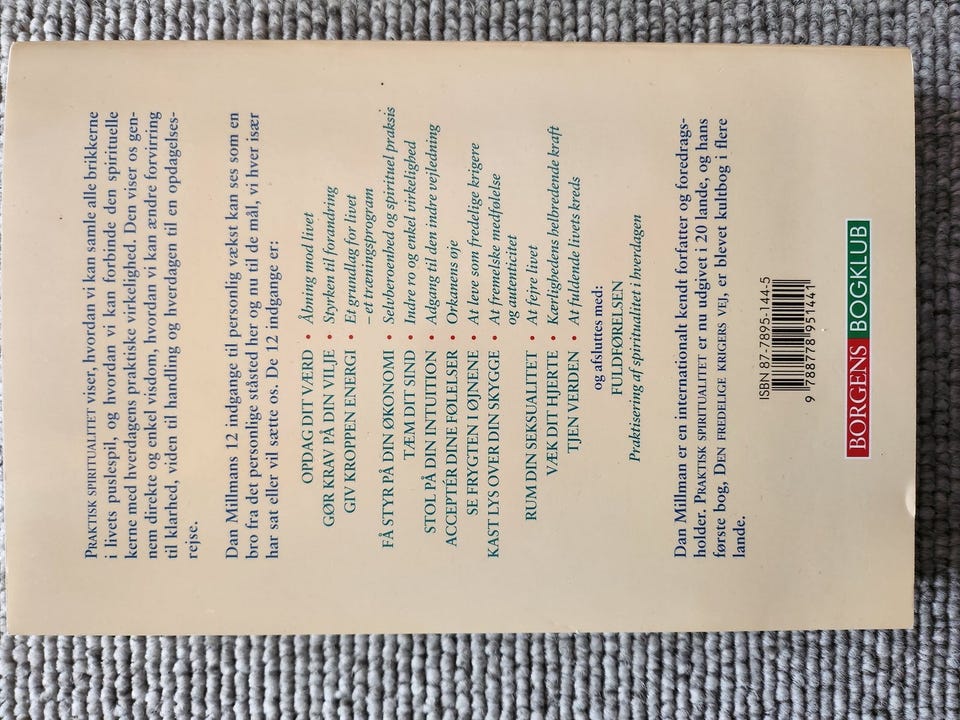 PRAKTISK SPIRITUALITET viser, hvordan vi kan samle alle brikkerne
i livets puslespil, og hvordan vi kan forbinde den spirituelle
kerne med hverdagens praktiske virkelighed. Den viser os gen-
nem direkte og enkel visdom, hvordan vi kan ændre forvirring
til klarhed, viden til handling og hverdagen til en opdagelses-
rejse.
Dan Millmans 12 indgange til personlig vækst kan ses som en
bro fra det personlige ståsted her og nu til de mål, vi hver især
har sat eller vil sætte os. De 12 indgange er:
OPDAG DIT VÆRD • Åbning mod livet
GØR KRAV PÅ DIN VILJE • Styrken til forandring
GIV KROPPEN ENERGI • Et grundlag for livet
– et træningsprogram
FÅ STYR PÅ DIN ØKONOMI • Selvberoenhed og spirituel praksis
TÆM DIT SIND • Indre ro og enkel virkelighed
STOL PÅ DIN INTUITION • Adgang til den indre vejledning
ACCEPTÉR DINE FØLELSER • Orkanens øje
SE FRYGTEN I ØJNENE • At leve som fredelige krigere
KAST LYS OVER DIN SKYGGE • At fremelske medfølelse
og autenticitet
RUM DIN SEKSUALITET • At fejre livet
VÆK DIT HJERTE • Kærlighedens helbredende kraft
TJEN VERDEN • At fuldende livets kreds
og afsluttes med:
FULDFØRELSEN
Praktisering af spiritualitet i hverdagen
Dan Millman er en internationalt kendt forfatter og foredrags-
holder. PRAKTISK SPIRITUALITET er nu udgivet i 20 lande, og hans
første bog, DEN FREDELIGE KRIGERS VEJ, er blevet kultbog i flere
lande.
ISBN 87-7895-144-5
9 788778 951441
BORGENS BOGKLUB